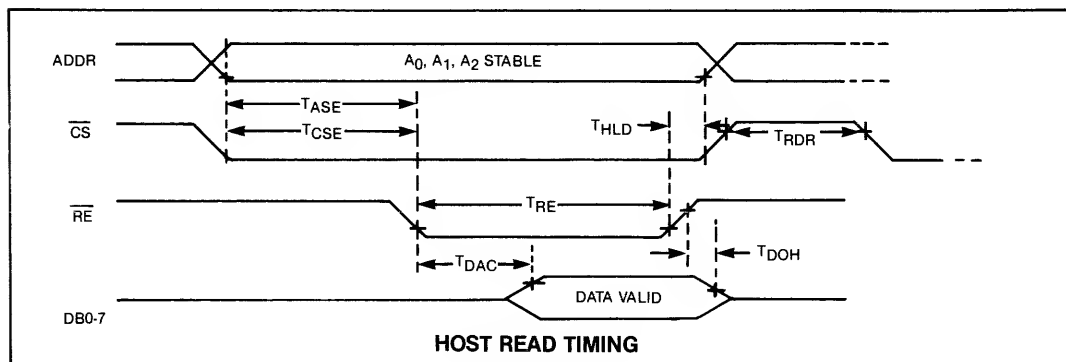 ADDR
A0, A1, A2 STABLE
TASE
CS
TCSE
THLD
TRDR
RE
TRE
TDAC
TDOH
DB0-7
DATA VALID
HOST READ TIMING